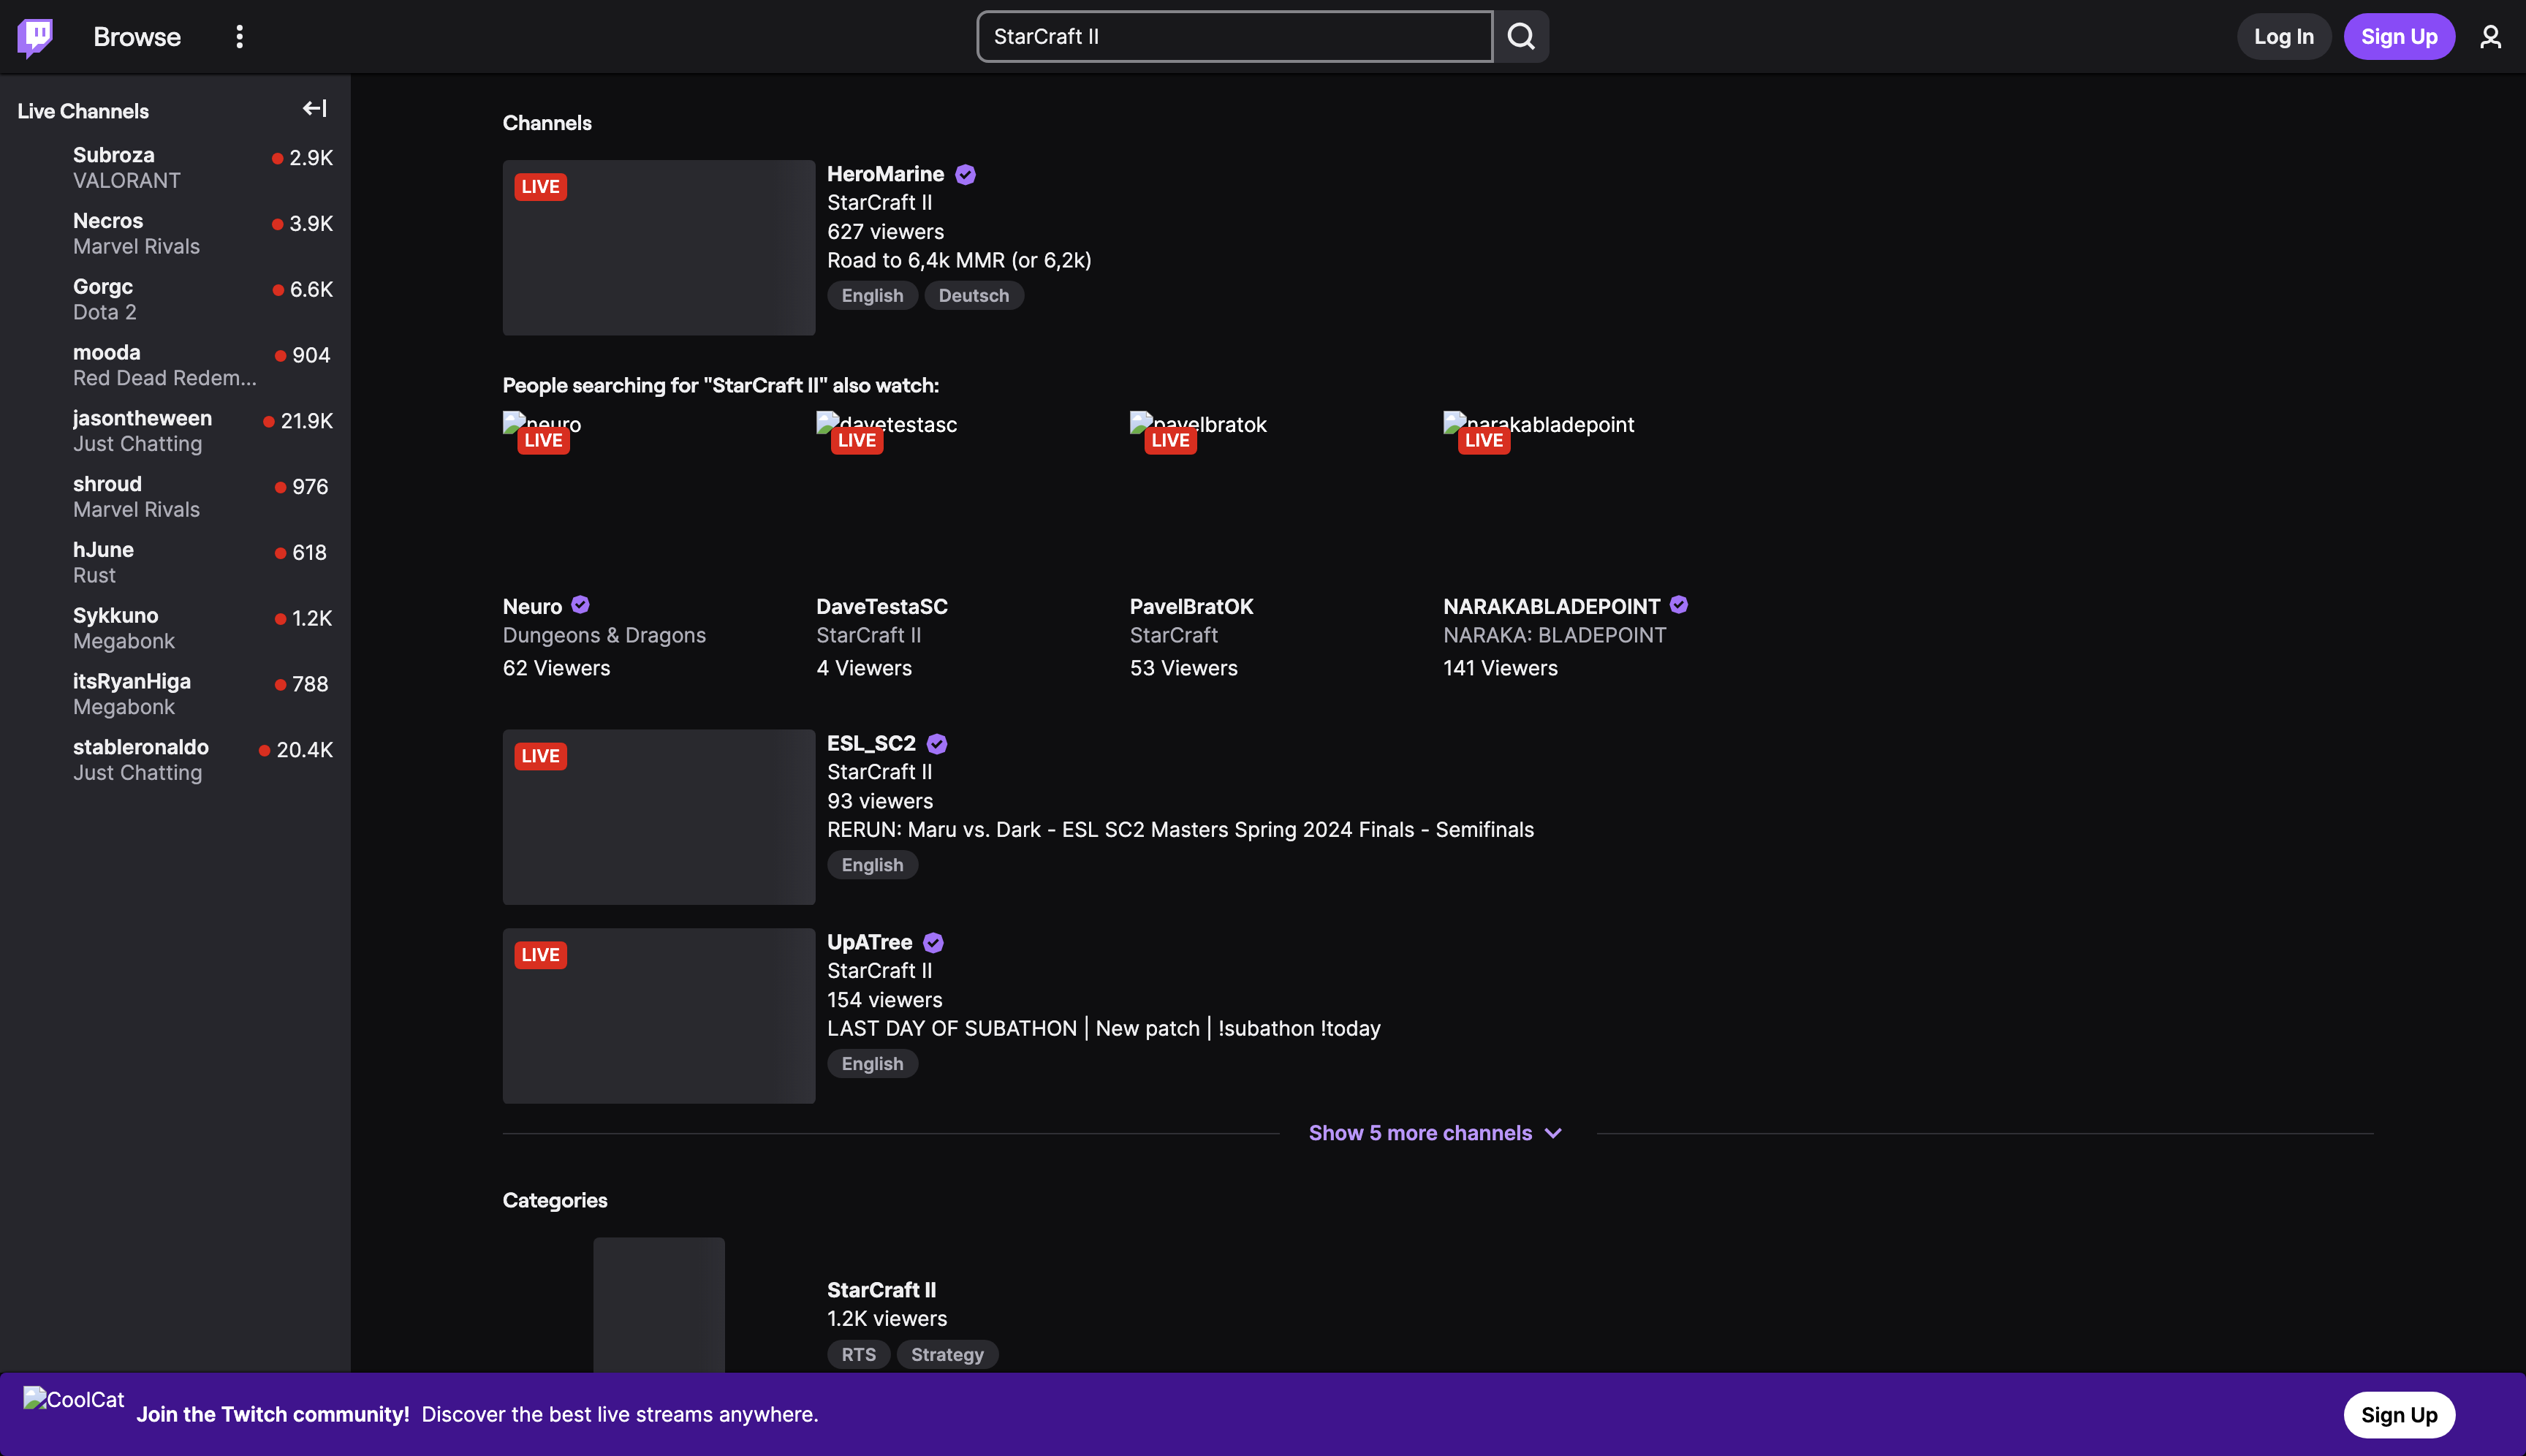 Browse
StarCraft II
Log In
Sign Up
Live Channels
Subroza
2.9K
VALORANT
Necros
3.9K
Marvel Rivals
Gorgc
6.6K
Dota 2
mooda
904
Red Dead Redem...
jasontheween
21.9K
Just Chatting
shroud
976
Marvel Rivals
hJune
618
Rust
Sykkuno
1.2K
Megabonk
itsRyanHiga
788
Megabonk
stableronaldo
20.4K
Just Chatting
Channels
LIVE
HeroMarine
StarCraft II
627 viewers
Road to 6,4k MMR (or 6,2k)
English Deutsch
People searching for "StarCraft II" also watch:
neuro
LIVE
Neuro
Dungeons & Dragons
62 Viewers
davetestasc
LIVE
DaveTestaSC
StarCraft II
4 Viewers
pavelbratok
LIVE
PavelBratOK
StarCraft
53 Viewers
narakabladepoint
LIVE
NARAKABLADEPOINT
NARAKA: BLADEPOINT
141 Viewers
LIVE
ESL_SC2
StarCraft II
93 viewers
RERUN: Maru vs. Dark - ESL SC2 Masters Spring 2024 Finals - Semifinals
English
LIVE
UpATree
StarCraft II
154 viewers
LAST DAY OF SUBATHON | New patch | !subathon !today
English
Show 5 more channels
Categories
StarCraft II
1.2K viewers
RTS Strategy
CoolCat
Join the Twitch community! Discover the best live streams anywhere.
Sign Up